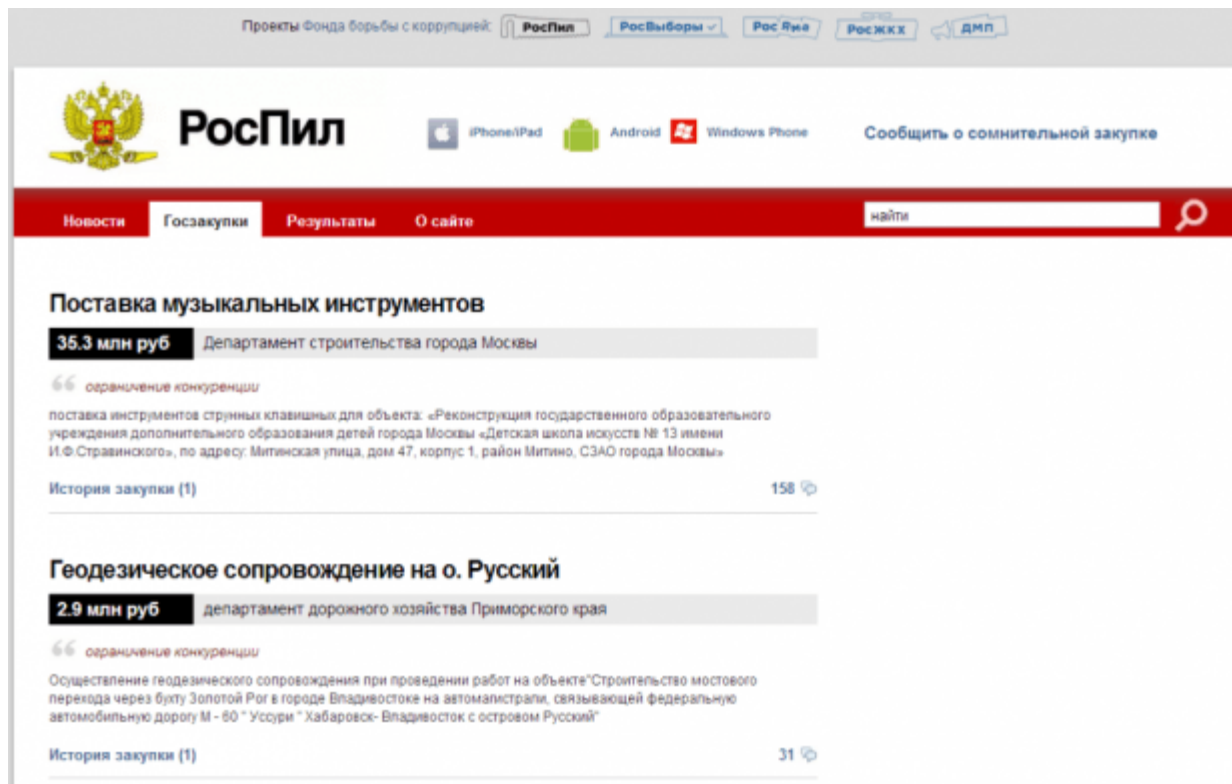 Проекты Фонда борьбы с коррупцией: РосПил РосВыборы РосЯма РосЖКХ ДМП
РосПил
iPhone/iPad Android Windows Phone Сообщить о сомнительной закупке
Новости Госзакупки Результаты О сайте найти
Поставка музыкальных инструментов
35.3 млн руб Департамент строительства города Москвы
ограничение конкуренции
поставка инструментов струнных клавишных для объекта: «Реконструкция государственного образовательного
учреждения дополнительного образования детей города Москвы «Детская школа искусств № 13 имени
И.Ф.Стравинского», по адресу: Митинская улица, дом 47, корпус 1, район Митино, СЗАО города Москвы»
История закупки (1) 158
Геодезическое сопровождение на о. Русский
2.9 млн руб департамент дорожного хозяйства Приморского края
ограничение конкуренции
Осуществление геодезического сопровождения при проведении работ на объекте"Строительство мостового
перехода через бухту Золотой Рог в городе Владивостоке на автомагистрали, связывающей федеральную
автомобильную дорогу М - 60 " Уссури " Хабаровск- Владивосток с островом Русский"
История закупки (1) 31